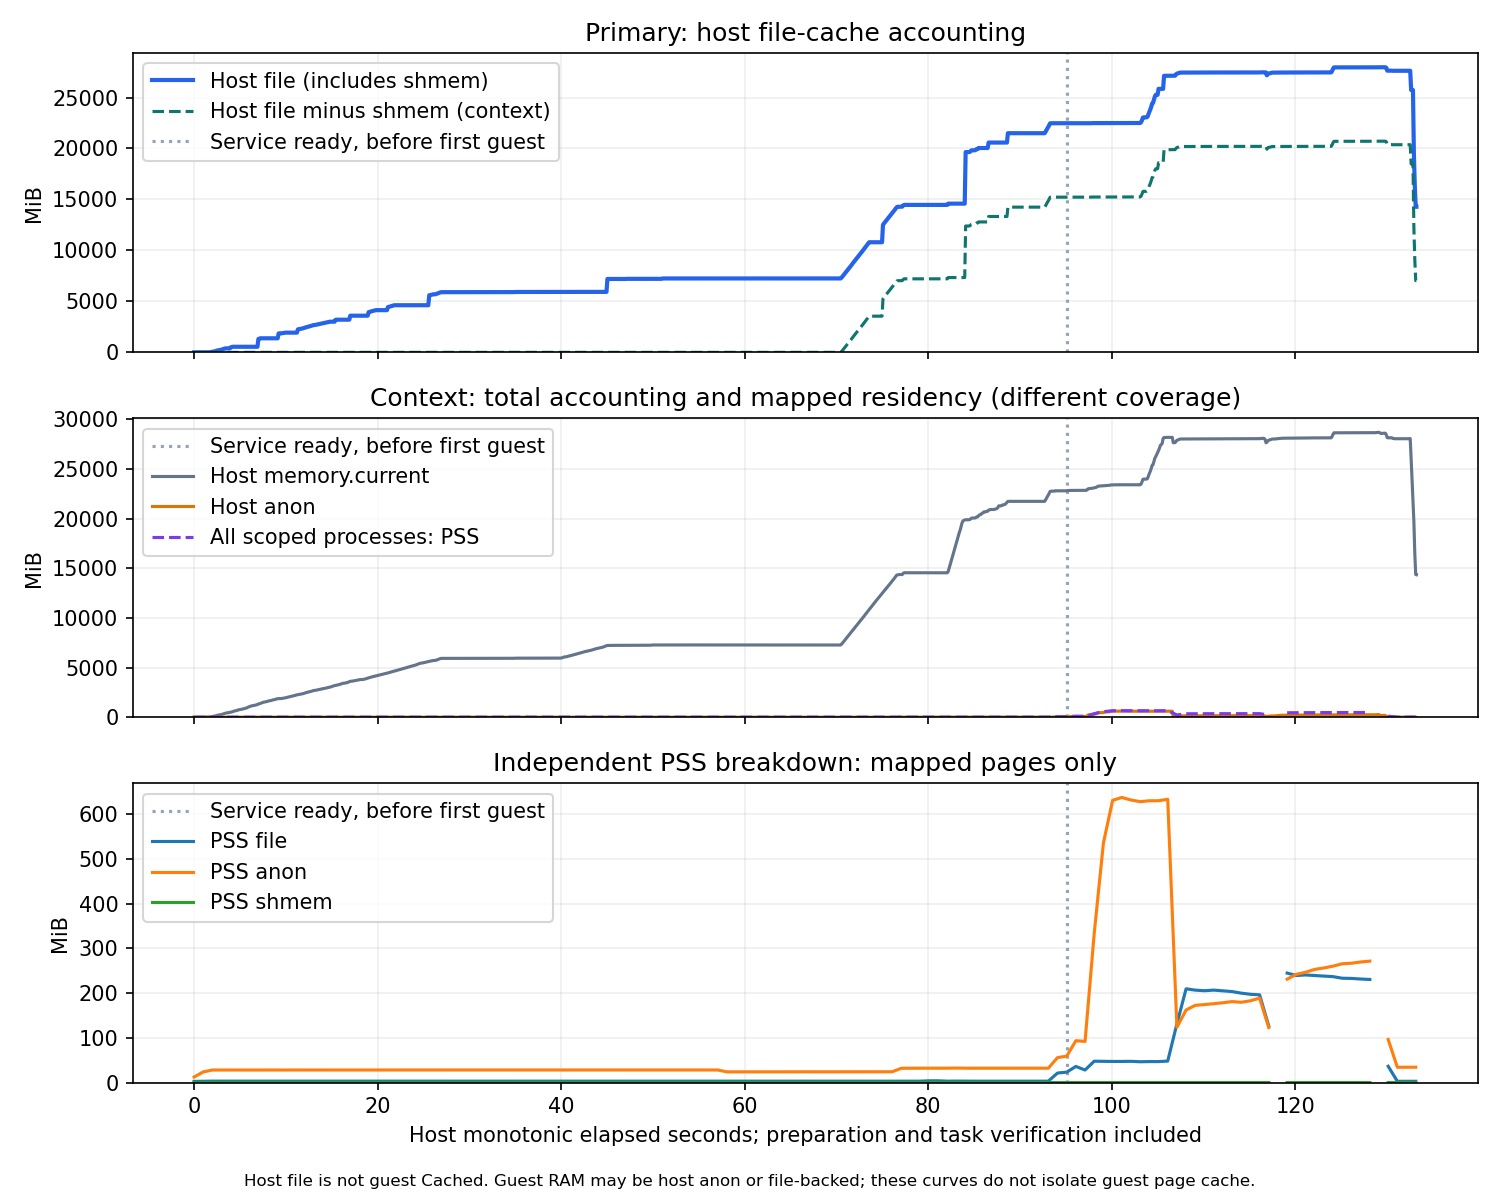 Primary: host file-cache accounting
Host file (includes shmem)
Host file minus shmem (context)
Service ready, before first guest
MiB
25000
20000
15000
10000
5000
0
Context: total accounting and mapped residency (different coverage)
Service ready, before first guest
Host memory.current
Host anon
All scoped processes: PSS
MiB
30000
25000
20000
15000
10000
5000
0
Independent PSS breakdown: mapped pages only
Service ready, before first guest
PSS file
PSS anon
PSS shmem
MiB
600
500
400
300
200
100
0
0 20 40 60 80 100 120
Host monotonic elapsed seconds; preparation and task verification included
Host file is not guest Cached. Guest RAM may be host anon or file-backed; these curves do not isolate guest page cache.